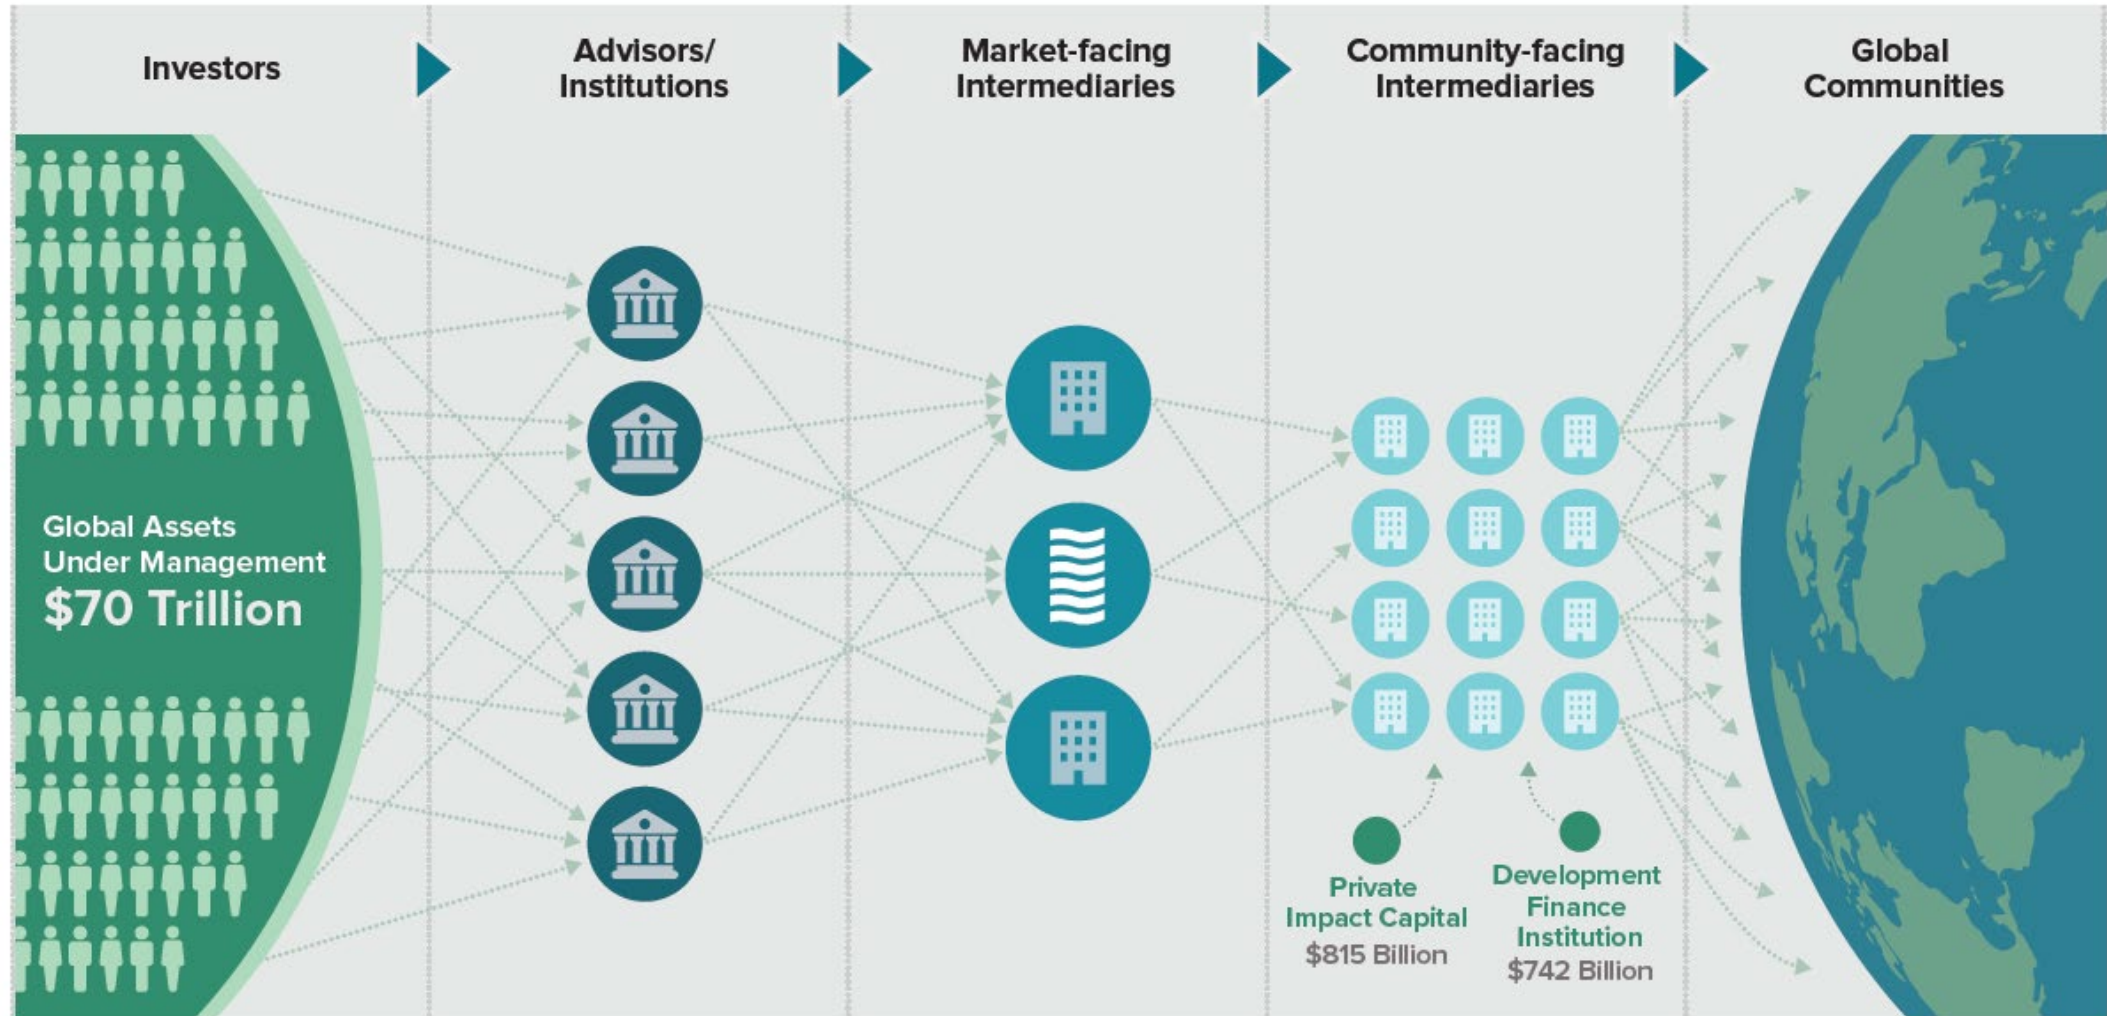 Investors
Advisors/
Institutions
Market-facing
Intermediaries
Community-facing
Intermediaries
Global
Communities
Global Assets
Under Management
$70 Trillion
Private
Impact Capital
$815 Billion
Development
Finance
Institution
$742 Billion